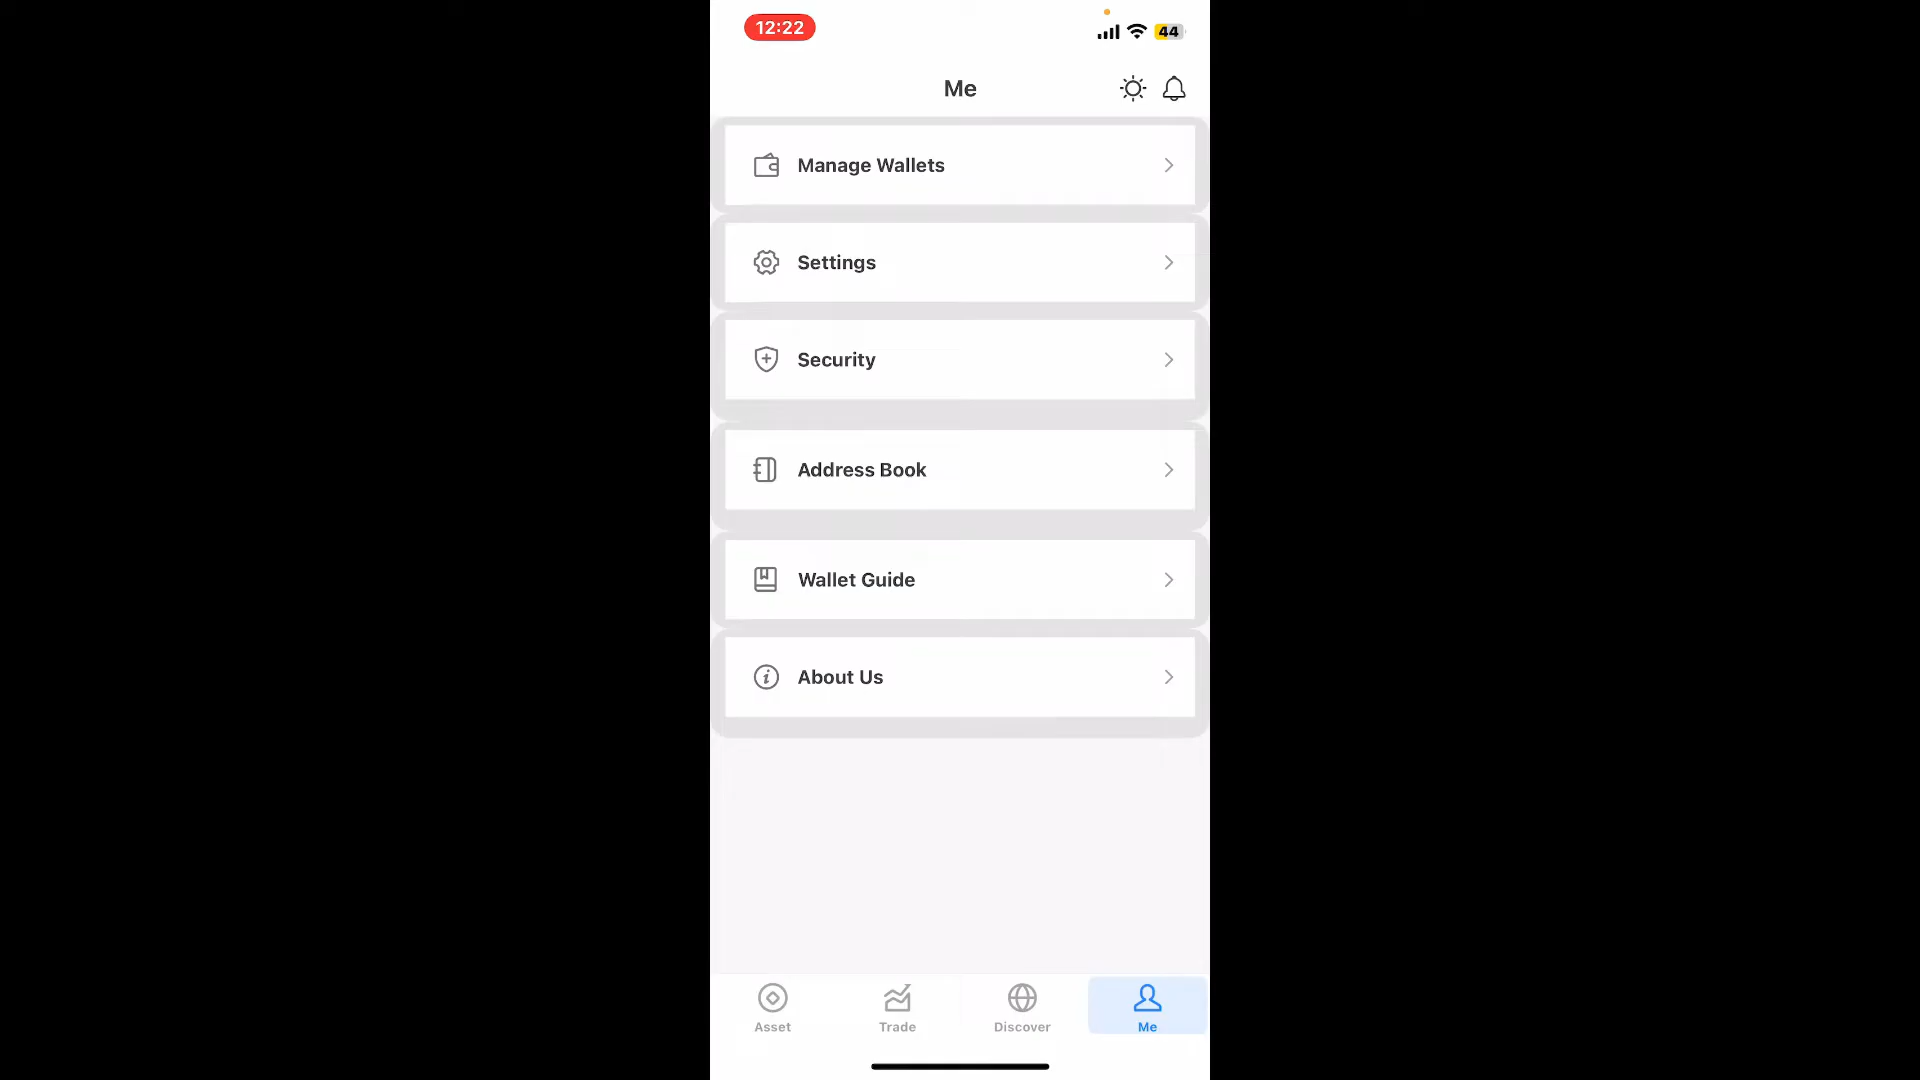 12:22
44
Me
Manage Wallets
Settings
Security
Address Book
Wallet Guide
About Us
Asset
Trade
Discover
Me